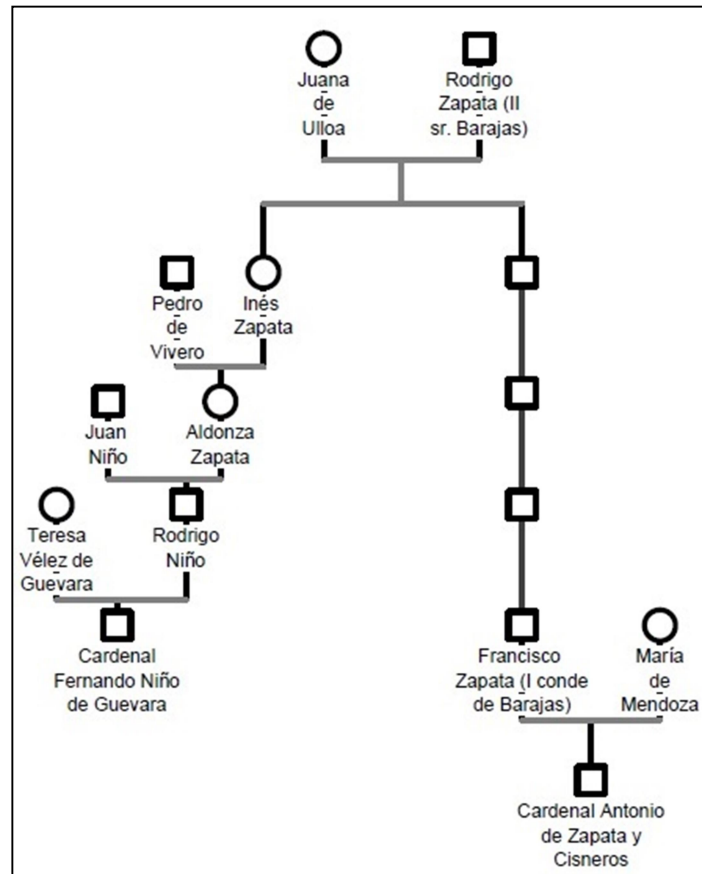 Juana
de
Ulloa
Rodrigo
Zapata (II
sr. Barajas)
Pedro
de
Vivero
Inés
Zapata
Juan
Niño
Aldonza
Zapata
Teresa
Vélez de
Guevara
Rodrigo
Niño
Cardenal
Fernando Niño
de Guevara
Francisco
Zapata (I conde
de Barajas)
María
de
Mendoza
Cardenal Antonio
de Zapata y
Cisneros